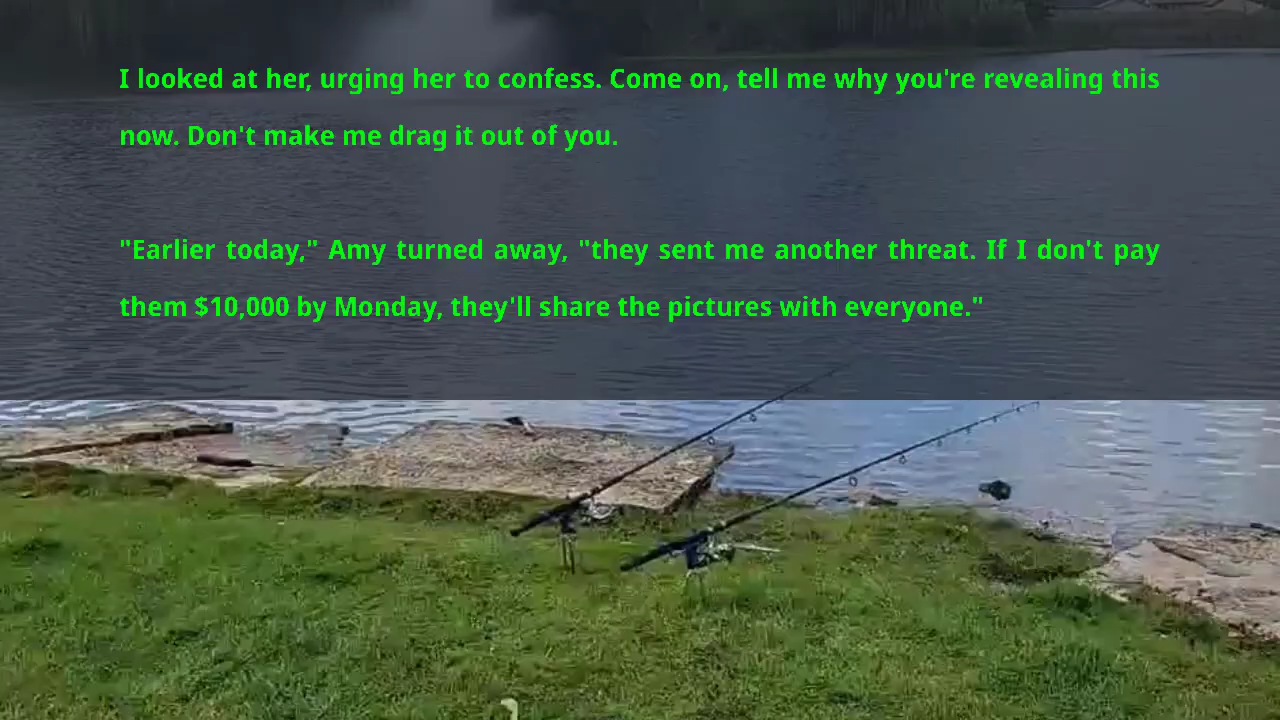 I looked at her, urging her to confess. Come on, tell me why you're revealing this
now. Don't make me drag it out of you.
"Earlier today," Amy turned away, "they sent me another threat. If I don't pay
them $10,000 by Monday, they'll share the pictures with everyone."